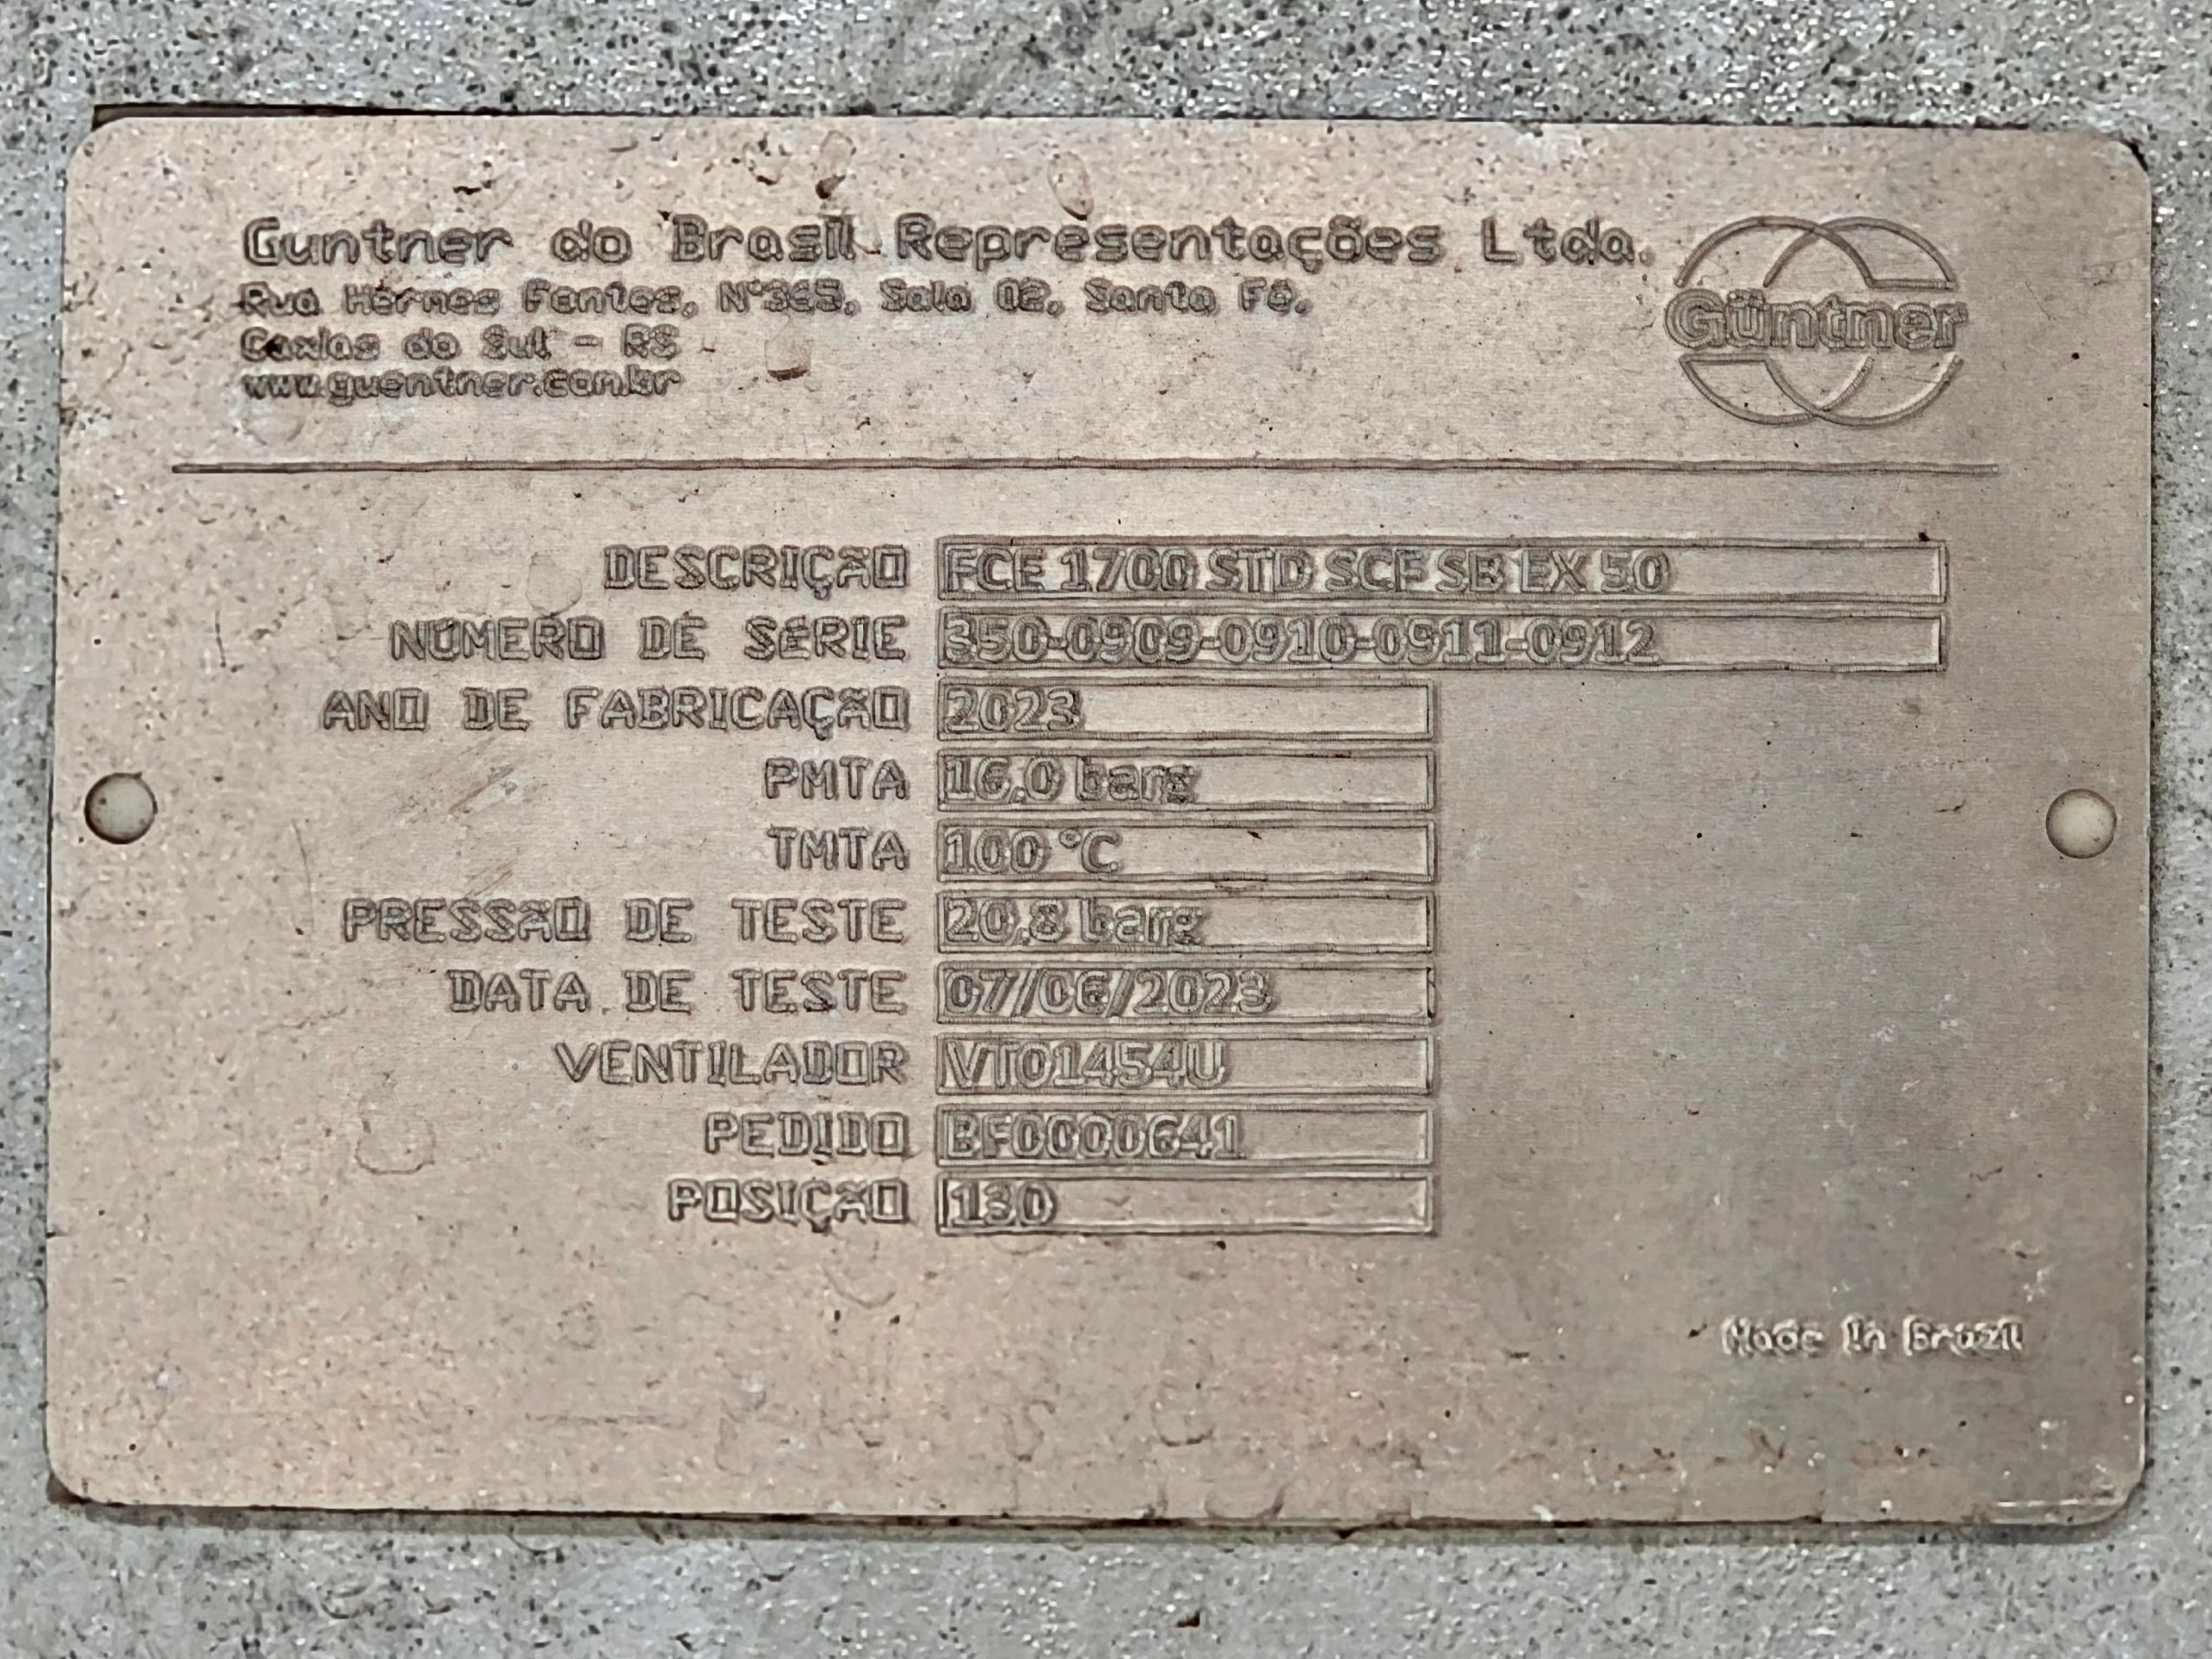 Guntner do Brasil Representações Ltda.
Rua Hermes Fontes, N°365, Sala 02, Santa Fé,
Caxias do Sul - RS
www.guentner.com.br
Güntner
DESCRIÇÃO FCE 1700 STD SCF SB EX 50
NÚMERO DE SÉRIE 350-0909-0910-0911-0912
ANO DE FABRICAÇÃO 2023
PMTA 16,0 barg
TMTA 100 °C
PRESSÃO DE TESTE 20,8 barg
DATA DE TESTE 07/06/2023
VENTILADOR VT01454U
PEDIDO BF0000641
POSIÇÃO 130
Made in Brazil